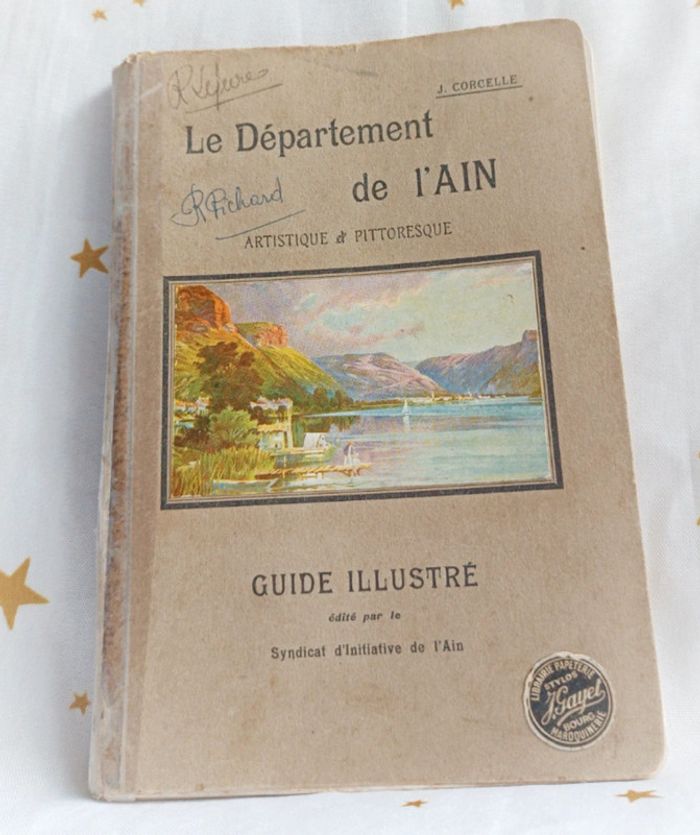 R Lefevre
J. CORCELLE
Le Département
de l'AIN
R Richard
ARTISTIQUE & PITTORESQUE
GUIDE ILLUSTRÉ
édité par le
Syndicat d'Initiative de l'Ain
LIBRAIRIE PAPETERIE
STYLOS
J. Gayet
BOURG
MAROQUINERIE